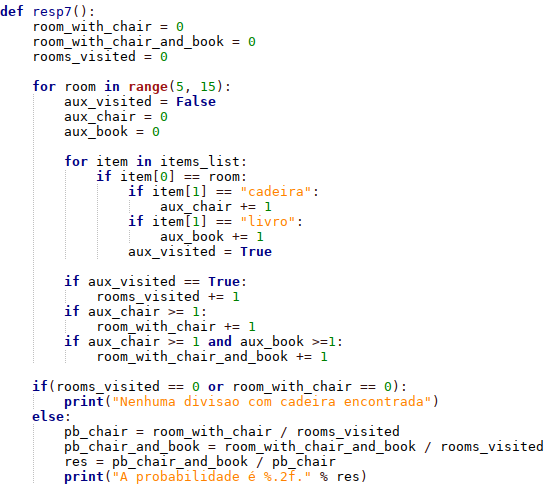 def resp7():
    room_with_chair = 0
    room_with_chair_and_book = 0
    rooms_visited = 0

    for room in range(5, 15):
        aux_visited = False
        aux_chair = 0
        aux_book = 0

        for item in items_list:
            if item[0] == room:
                if item[1] == "cadeira":
                    aux_chair += 1
                if item[1] == "livro":
                    aux_book += 1
                aux_visited = True

        if aux_visited == True:
            rooms_visited += 1
        if aux_chair >= 1:
            room_with_chair += 1
        if aux_chair >= 1 and aux_book >=1:
            room_with_chair_and_book += 1

    if(rooms_visited == 0 or room_with_chair == 0):
        print("Nenhuma divisao com cadeira encontrada")
    else:
        pb_chair = room_with_chair / rooms_visited
        pb_chair_and_book = room_with_chair_and_book / rooms_visited
        res = pb_chair_and_book / pb_chair
        print("A probabilidade é %.2f." % res)